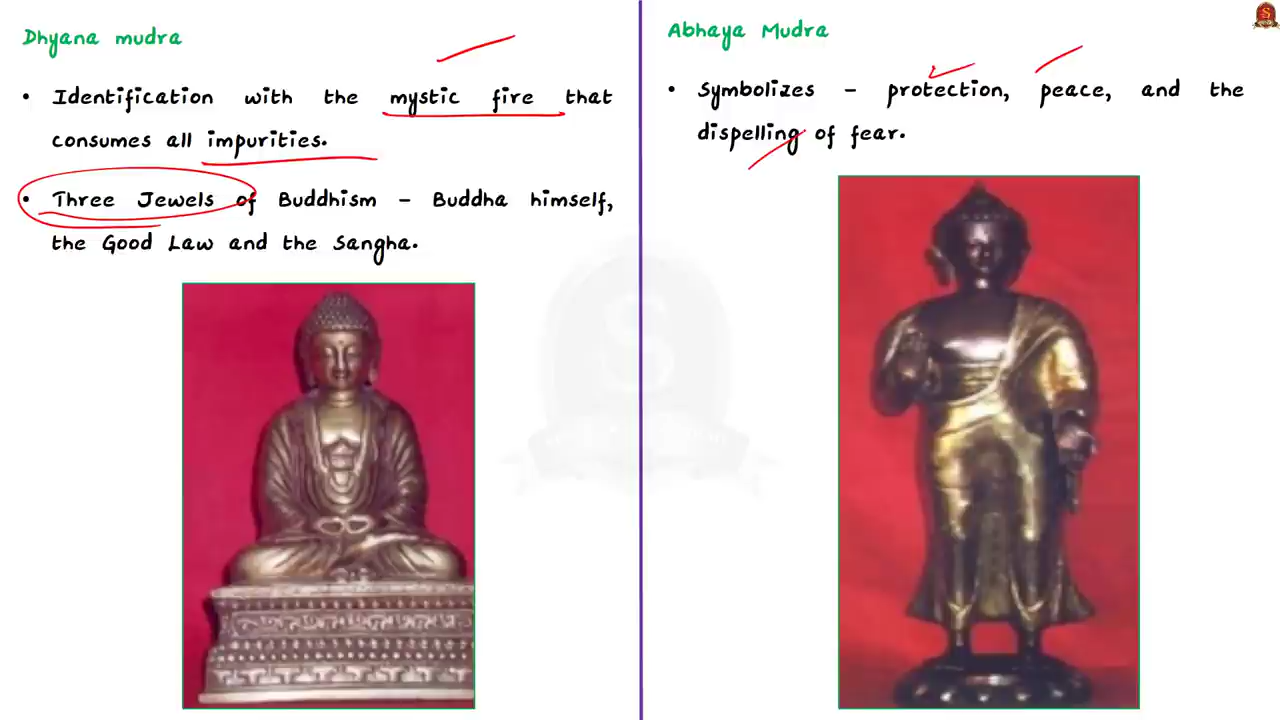 Dhyana mudra
• Identification with the mystic fire that
consumes all impurities.
• Three Jewels of Buddhism – Buddha himself,
the Good Law and the Sangha.
Abhaya Mudra
• Symbolizes – protection, peace, and the
dispelling of fear.